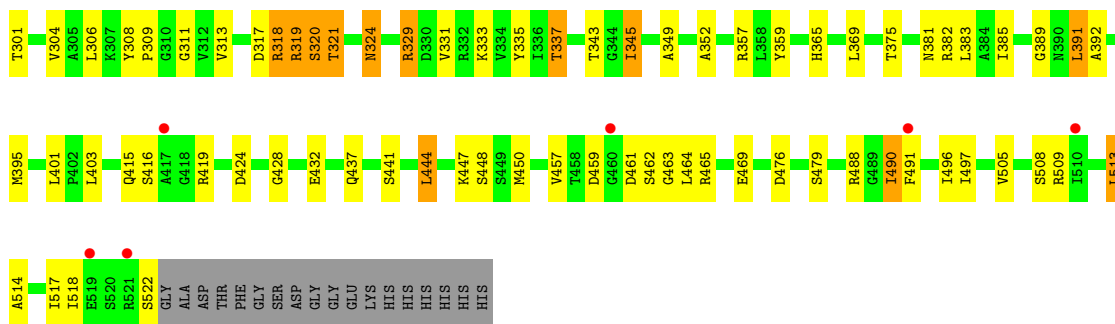 T301 V304 A305 L306 K307 Y308 P309 G310 G311 V312 V313 D317 R318 R319 S320 T321 N324 R329 D330 V331 R332 K333 V334 Y335 I336 T337 T343 G344 I345 A349 A352 R357 L358 Y359 H365 L369 T375 N381 R382 L383 A384 I385 G389 N390 L391 A392
M395 L401 P402 L403 Q415 S416 A417 G418 R419 D424 G428 E432 Q437 S441 L444 K447 S448 S449 M450 V457 T458 D459 G460 D461 S462 G463 L464 R465 E469 D476 S479 R488 G489 I490 F491 I496 I497 V505 S508 R509 I510
A514 I517 I518 E519 S520 R521 S522 GLY ALA ASP THR PHE GLY SER ASP GLY GLY GLU LYS HIS HIS HIS HIS HIS HIS